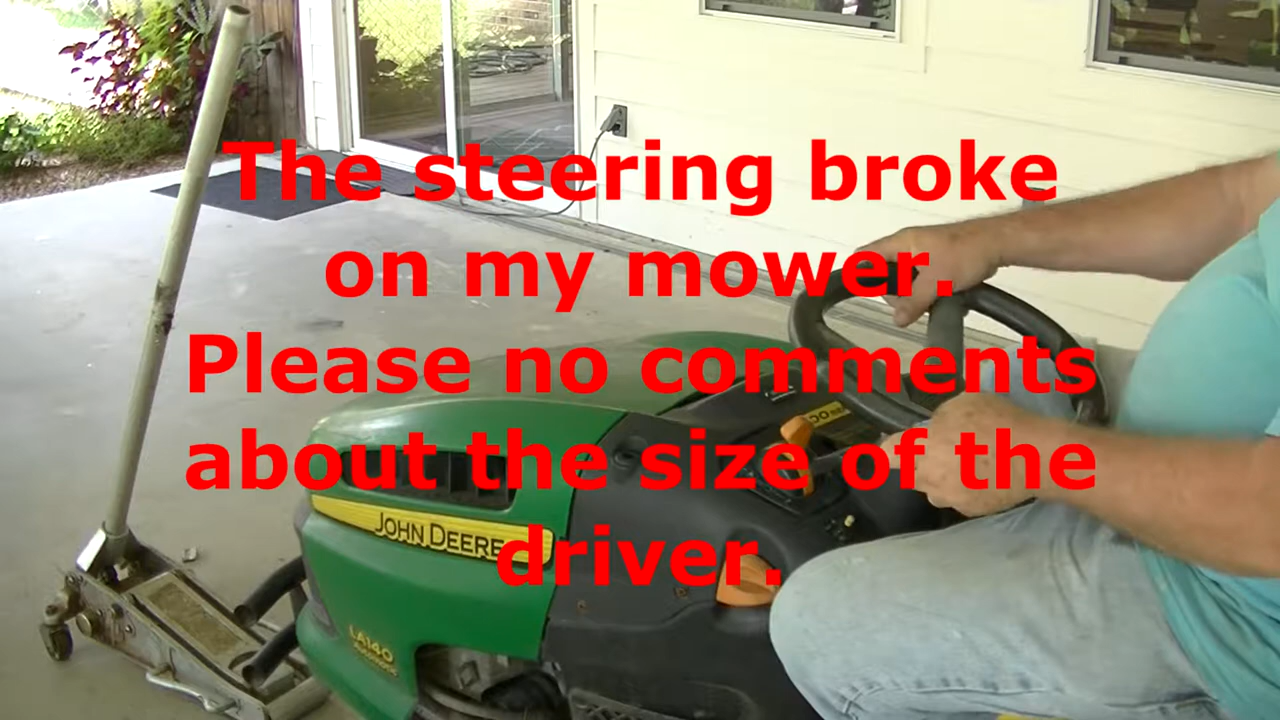 The steering broke
on my mower.
Please no comments
about the size of the
driver.
JOHN DEERE
LA140